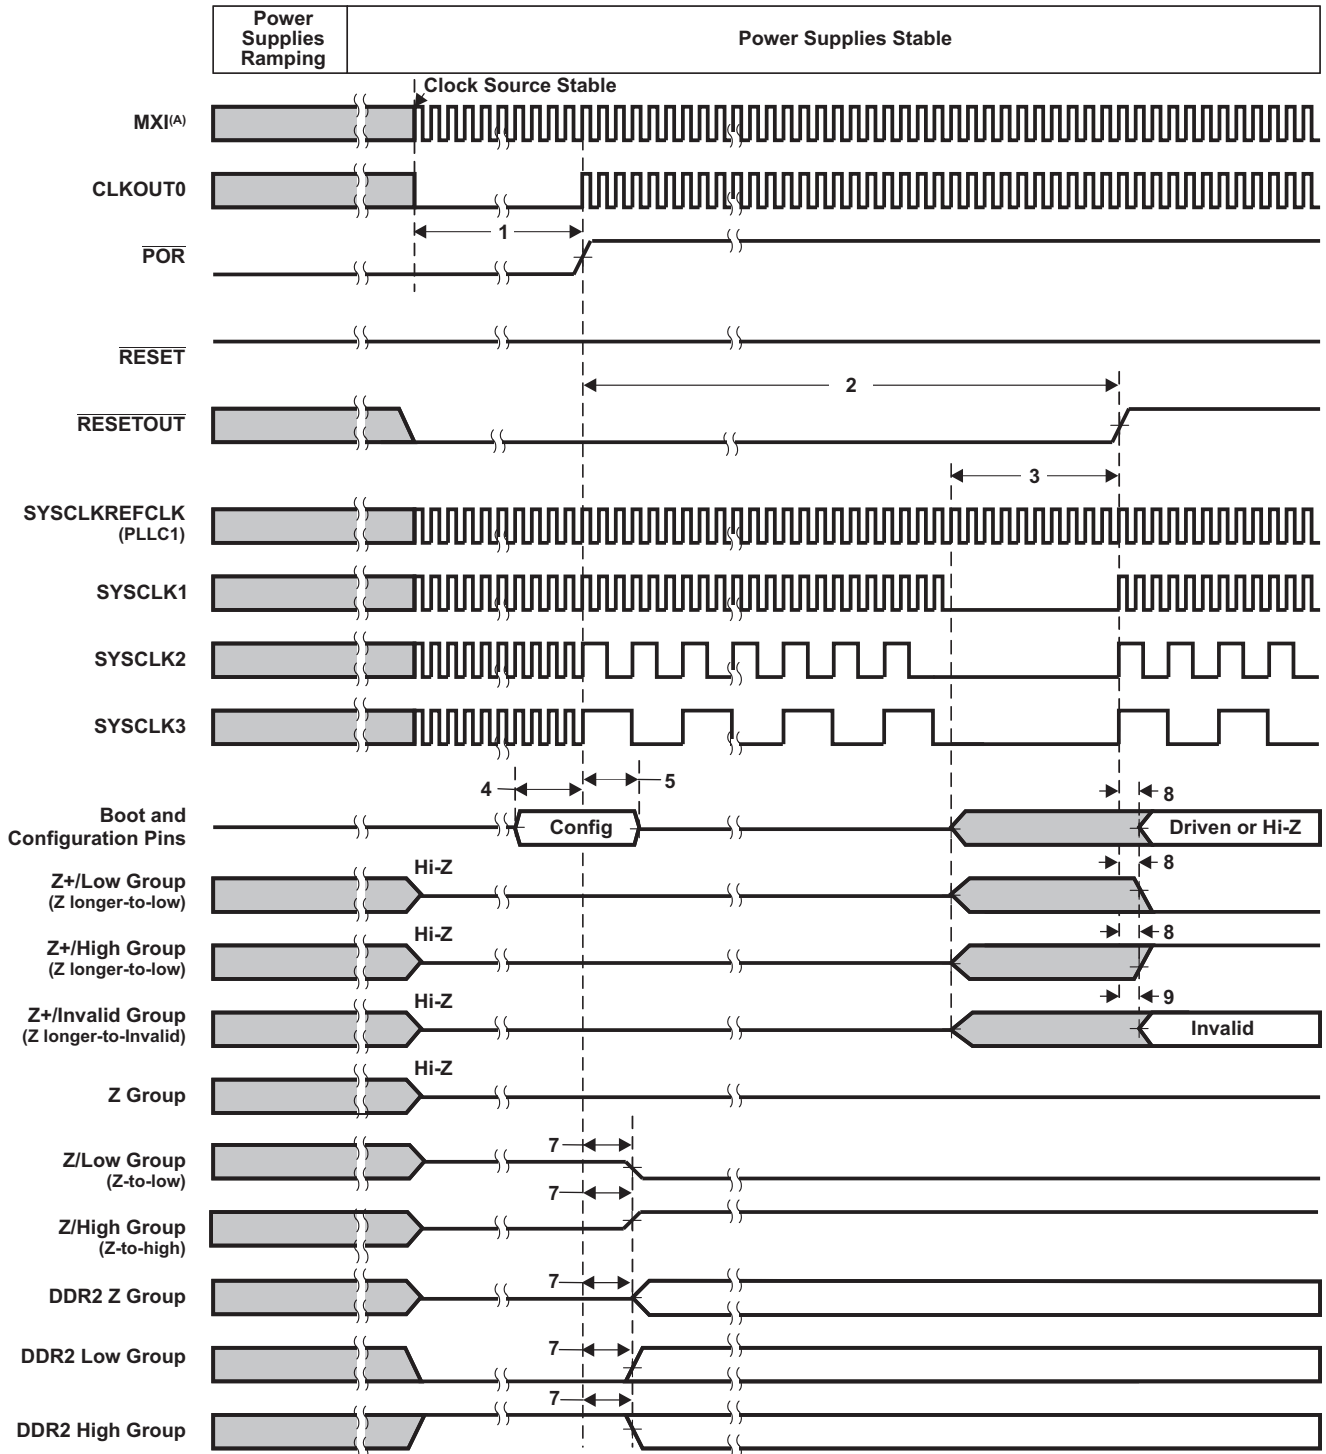 Power
Supplies
Ramping
Power Supplies Stable
Clock Source Stable
MXI(A)
CLKOUT0
1
POR
RESET
2
RESETOUT
3
SYSCLKREFCLK
(PLLC1)
SYSCLK1
SYSCLK2
SYSCLK3
4
5
Boot and
Configuration Pins
Config
8
Driven or Hi-Z
8
Z+/Low Group
(Z longer-to-low)
Hi-Z
Z+/High Group
(Z longer-to-low)
Hi-Z
8
Z+/Invalid Group
(Z longer-to-Invalid)
Hi-Z
9
Invalid
Z Group
Hi-Z
7
Z/Low Group
(Z-to-low)
7
Z/High Group
(Z-to-high)
7
DDR2 Z Group
7
DDR2 Low Group
7
DDR2 High Group